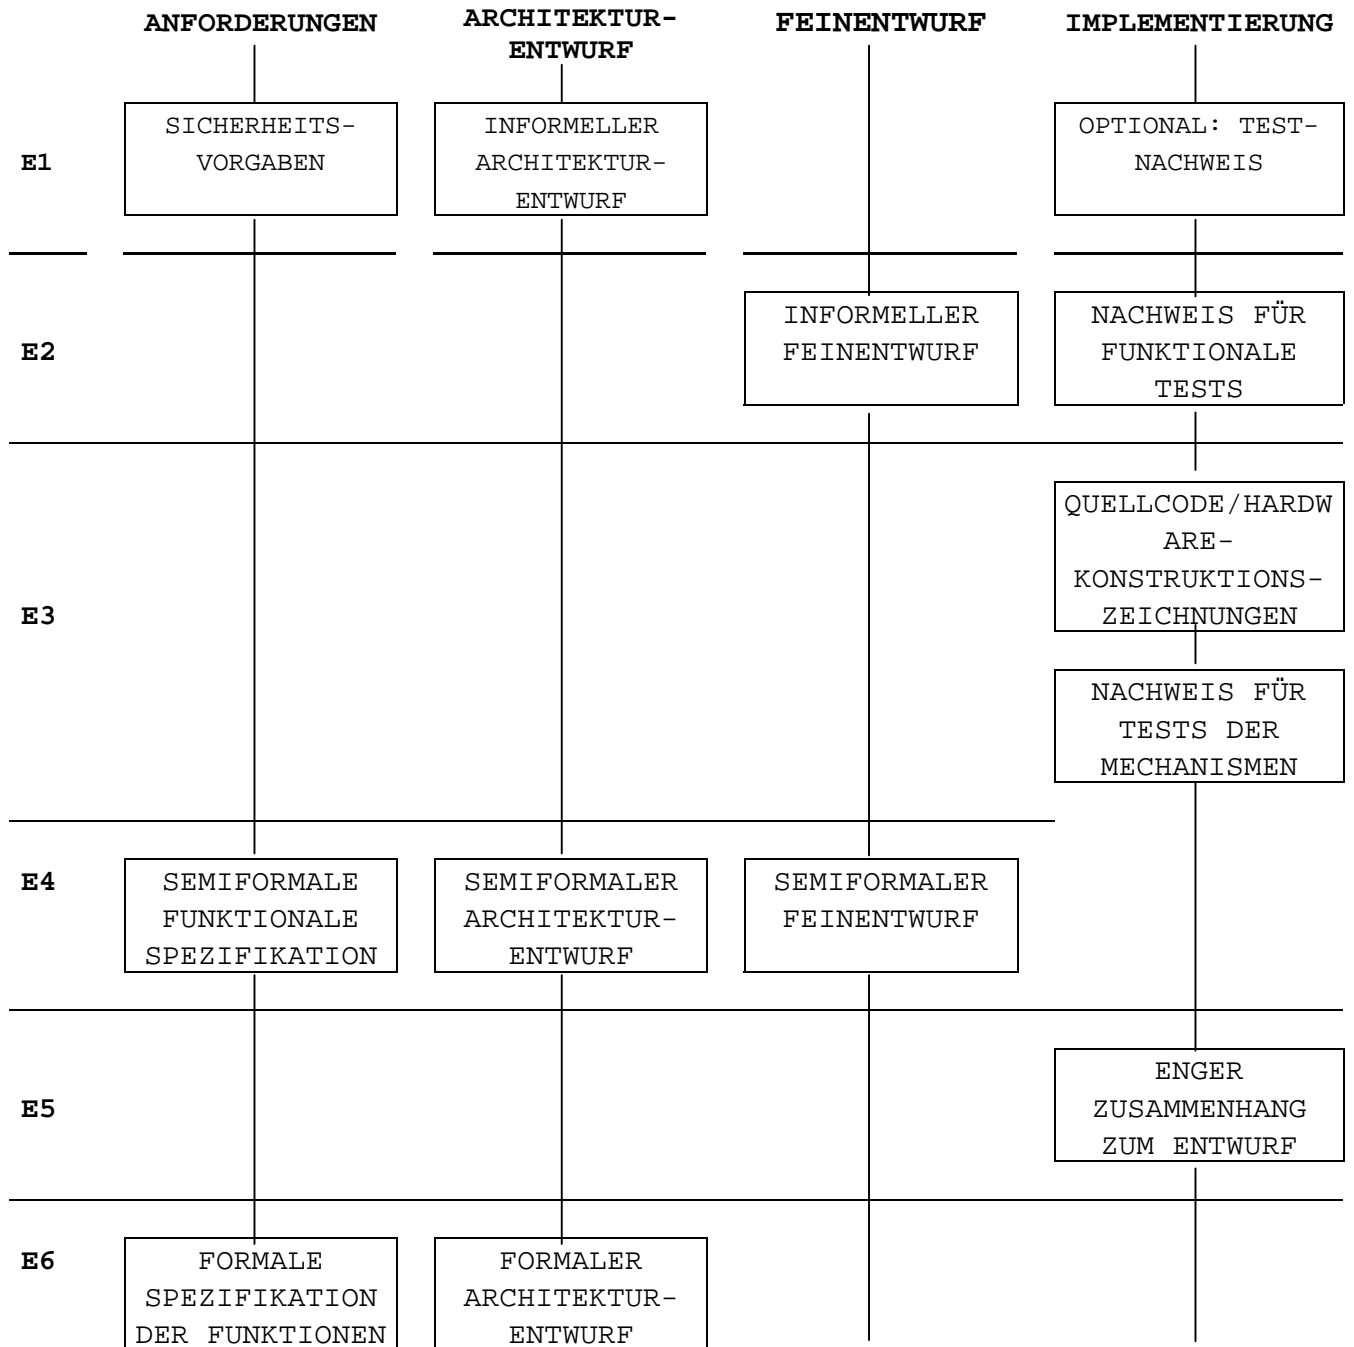 ANFORDERUNGEN
ARCHITEKTUR-
ENTWURF
FEINENTWURF
IMPLEMENTIERUNG
E1
SICHERHEITS-
VORGABEN
INFORMELLER
ARCHITEKTUR-
ENTWURF
OPTIONAL: TEST-
NACHWEIS
E2
INFORMELLER
FEINENTWURF
NACHWEIS FÜR
FUNKTIONALE
TESTS
E3
QUELLCODE/HARDW
ARE-
KONSTRUKTIONS-
ZEICHNUNGEN
NACHWEIS FÜR
TESTS DER
MECHANISMEN
E4
SEMIFORMALE
FUNKTIONALE
SPEZIFIKATION
SEMIFORMALER
ARCHITEKTUR-
ENTWURF
SEMIFORMALER
FEINENTWURF
E5
ENGER
ZUSAMMENHANG
ZUM ENTWURF
E6
FORMALE
SPEZIFIKATION
DER FUNKTIONEN
FORMALER
ARCHITEKTUR-
ENTWURF